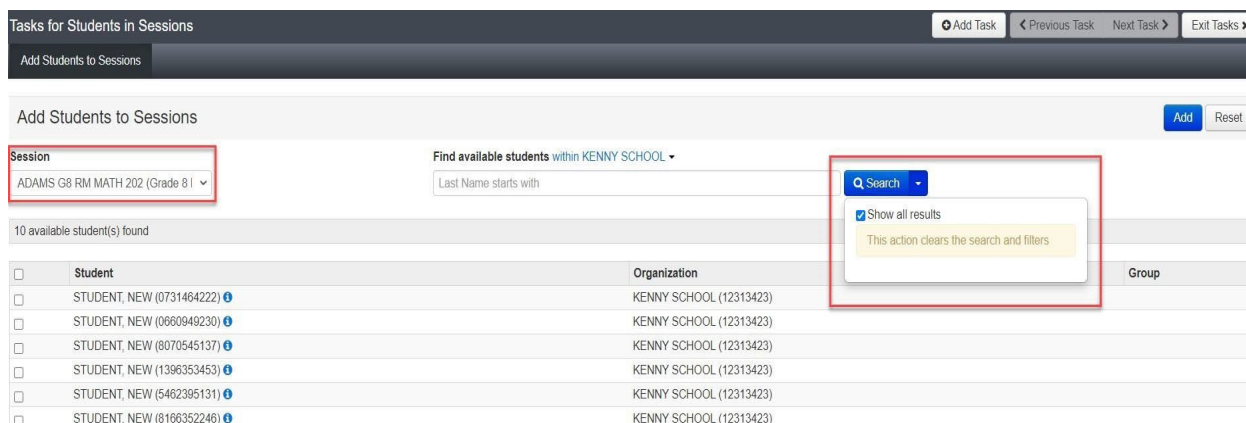 Tasks for Students in Sessions
Add Task
Previous Task
Next Task
Exit Tasks
Add Students to Sessions
Add Students to Sessions
Add
Reset
Session
Find available students within KENNY SCHOOL
ADAMS G8 RM MATH 202 (Grade 8
Last Name starts with
Search
Show all results
This action clears the search and filters
10 available student(s) found
Student
Organization
Group
STUDENT, NEW (0731464222)
KENNY SCHOOL (12313423)
STUDENT, NEW (0660949230)
KENNY SCHOOL (12313423)
STUDENT, NEW (8070545137)
KENNY SCHOOL (12313423)
STUDENT, NEW (1396353453)
KENNY SCHOOL (12313423)
STUDENT, NEW (5462395131)
KENNY SCHOOL (12313423)
STUDENT, NEW (8166352246)
KENNY SCHOOL (12313423)